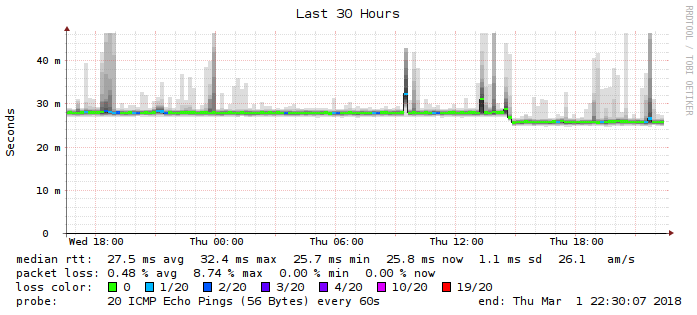 Last 30 Hours
RRDTOOL / TOBI OETIKER
Seconds
40 m
30 m
20 m
10 m
0
Wed 18:00 Thu 00:00 Thu 06:00 Thu 12:00 Thu 18:00
median rtt: 27.5 ms avg 32.4 ms max 25.7 ms min 25.8 ms now 1.1 ms sd 26.1 am/s
packet loss: 0.48 % avg 8.74 % max 0.00 % min 0.00 % now
loss color: 0 1/20 2/20 3/20 4/20 10/20 19/20
probe: 20 ICMP Echo Pings (56 Bytes) every 60s end: Thu Mar 1 22:30:07 2018